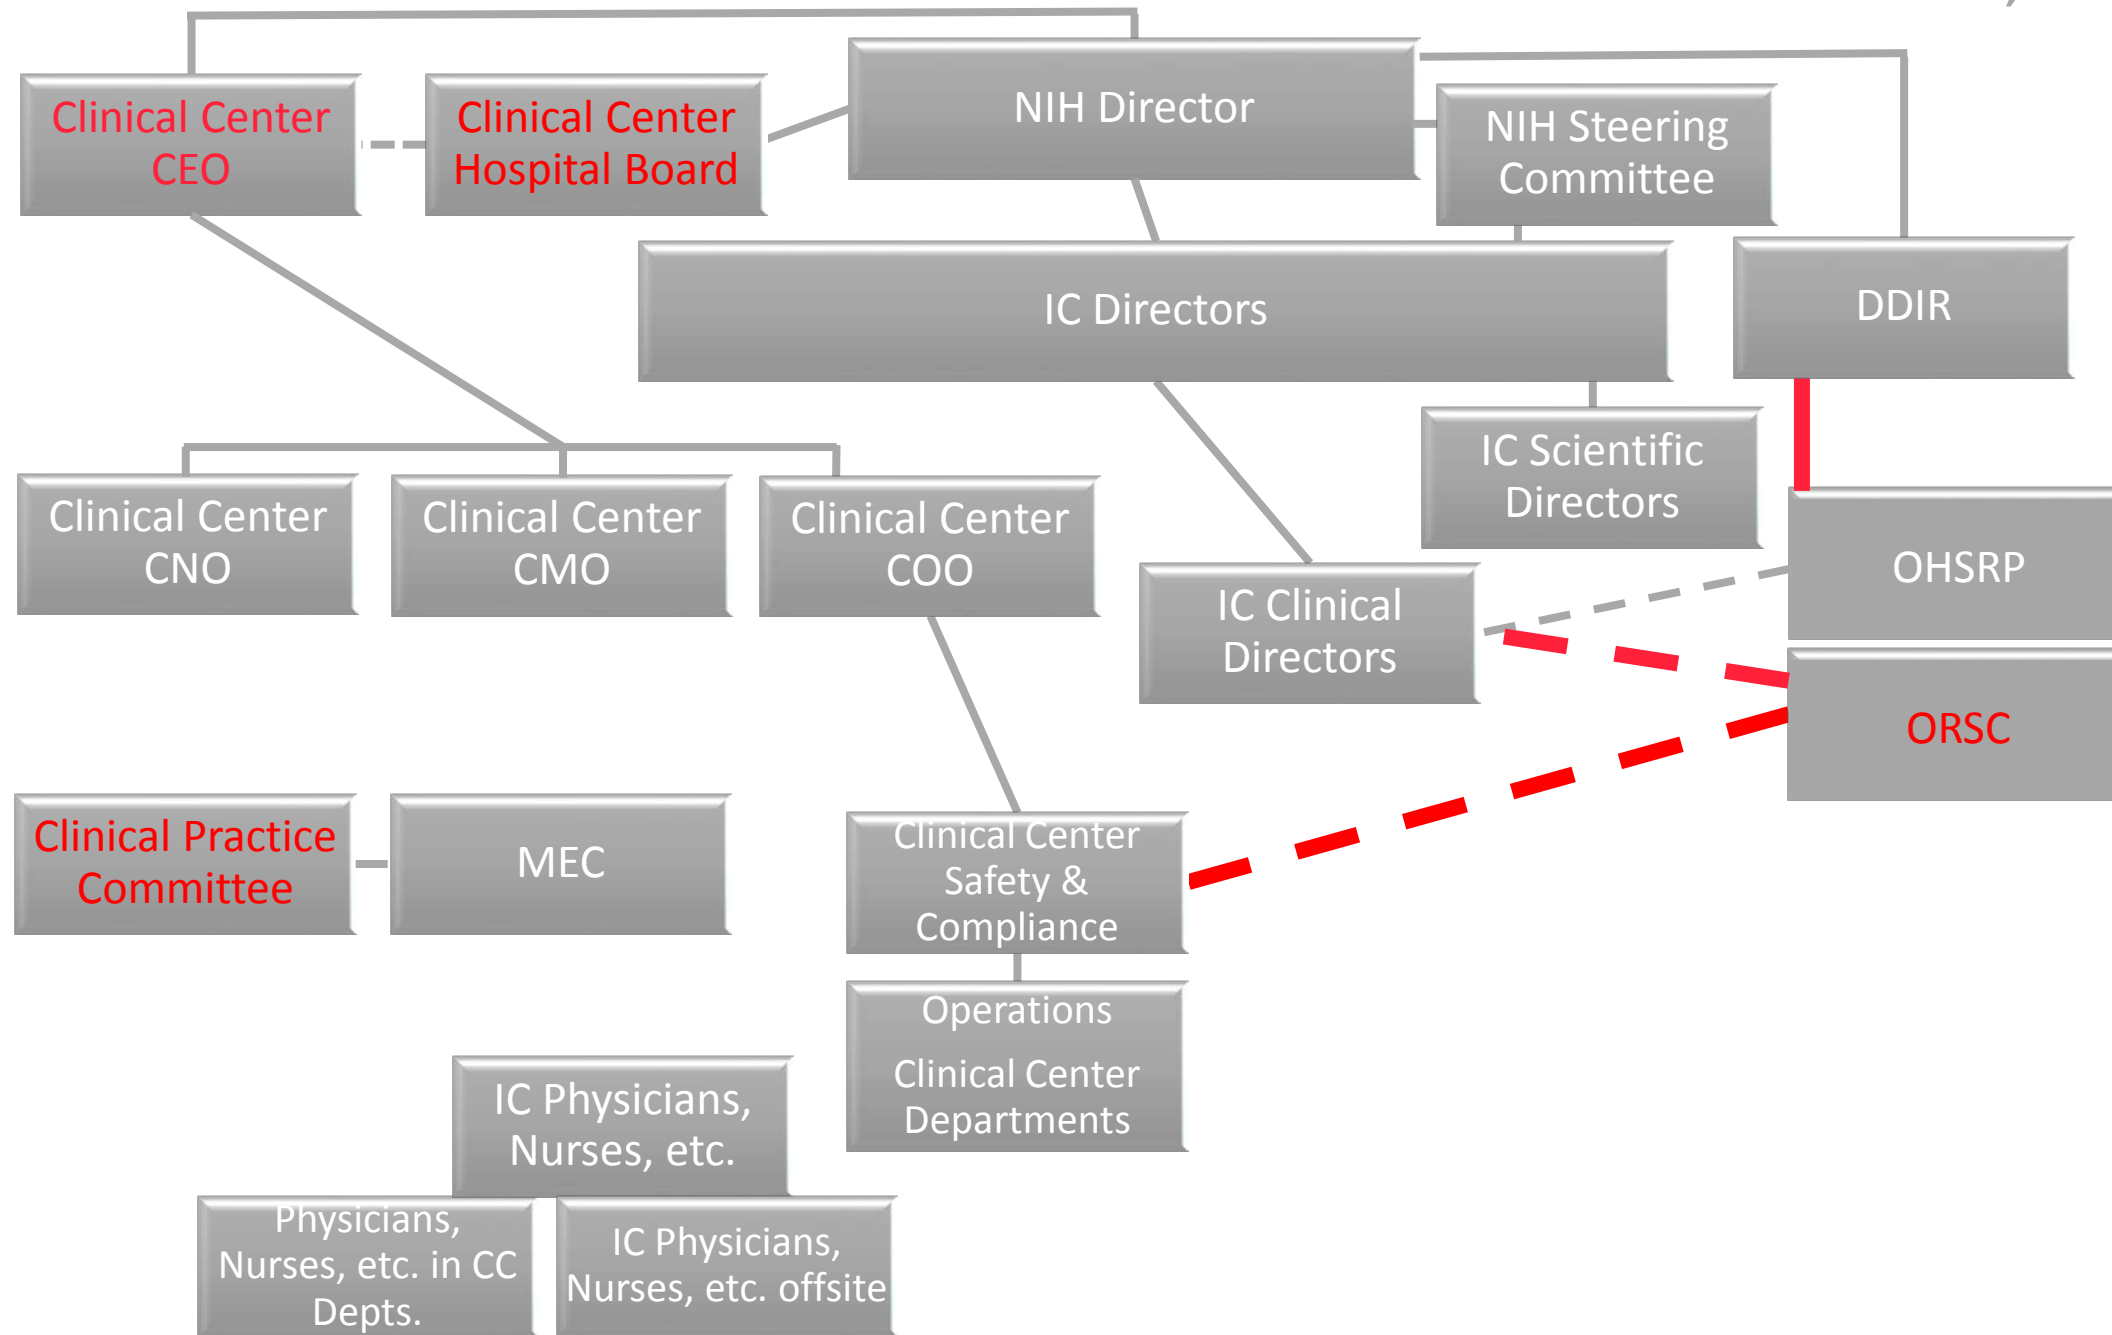 Clinical Center
CEO
Clinical Center
Hospital Board
NIH Director
NIH Steering
Committee
IC Directors
DDIR
IC Scientific
Directors
Clinical Center
CNO
Clinical Center
CMO
Clinical Center
COO
OHSRP
IC Clinical
Directors
ORSC
Clinical Practice
Committee
MEC
Clinical Center
Safety &
Compliance
Operations
Clinical Center
Departments
IC Physicians,
Nurses, etc.
Physicians,
Nurses, etc. in CC
Depts.
IC Physicians,
Nurses, etc. offsite